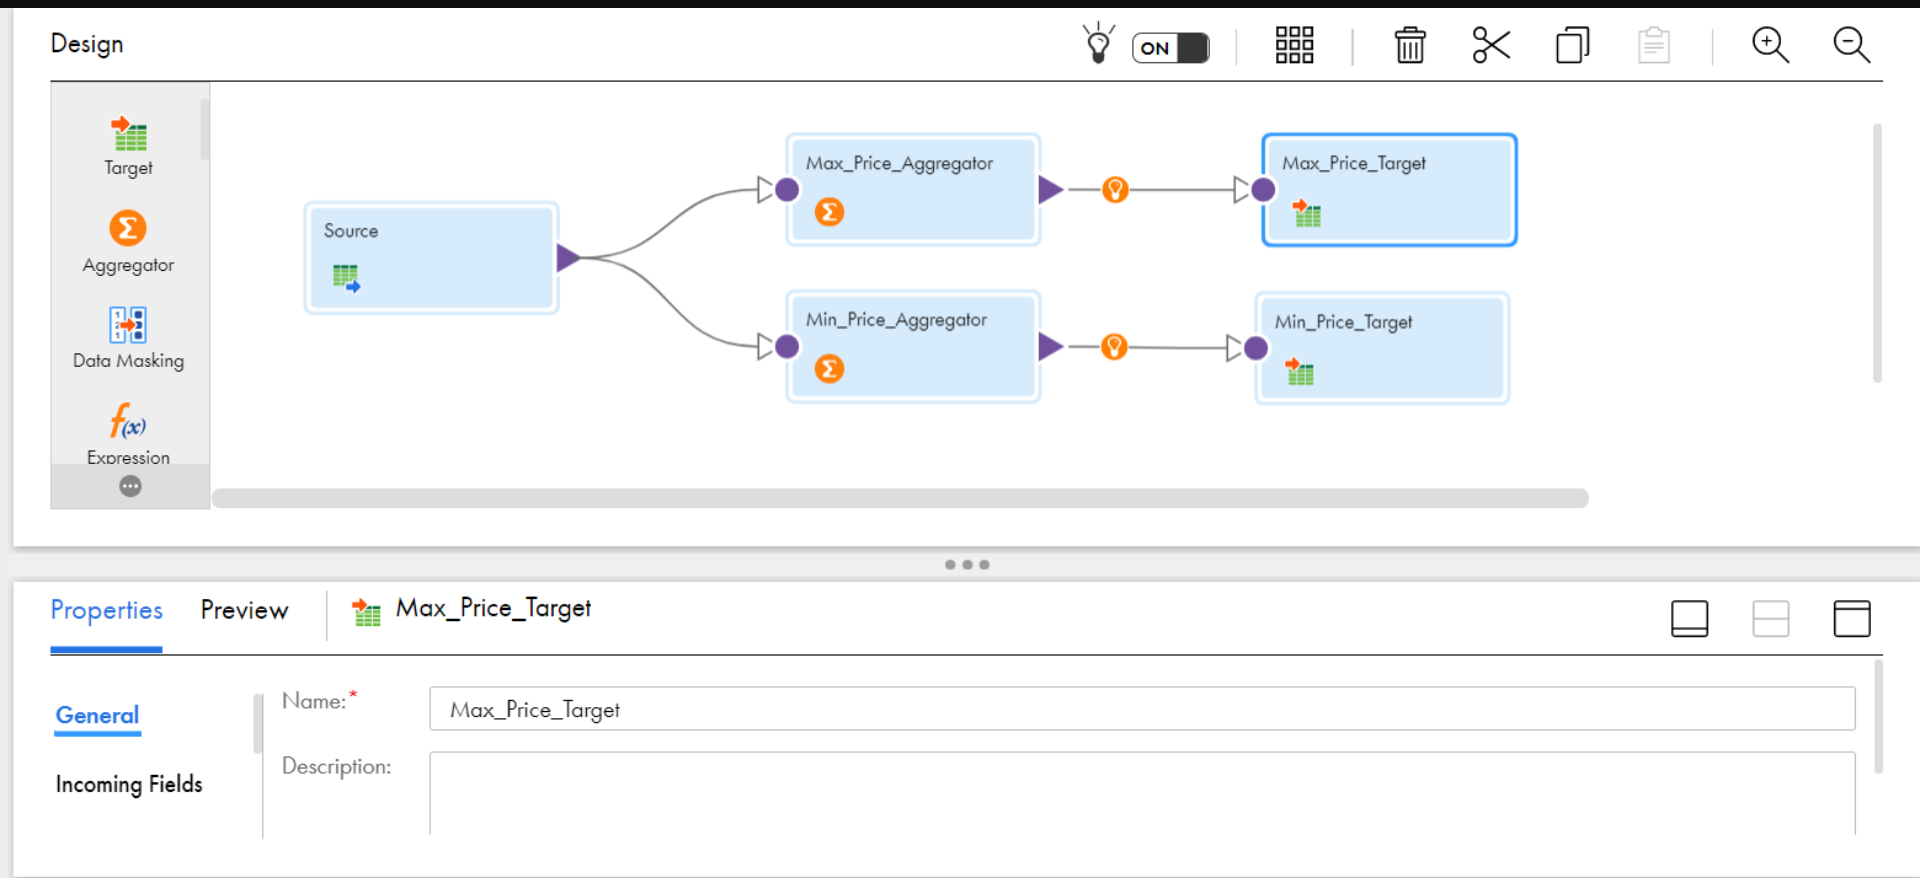 Design
ON
Target
Aggregator
Data Masking
f(x)
Expression
Source
Max_Price_Aggregator
Max_Price_Target
Min_Price_Aggregator
Min_Price_Target
Properties
Preview
Max_Price_Target
General
Incoming Fields
Name:*
Max_Price_Target
Description: